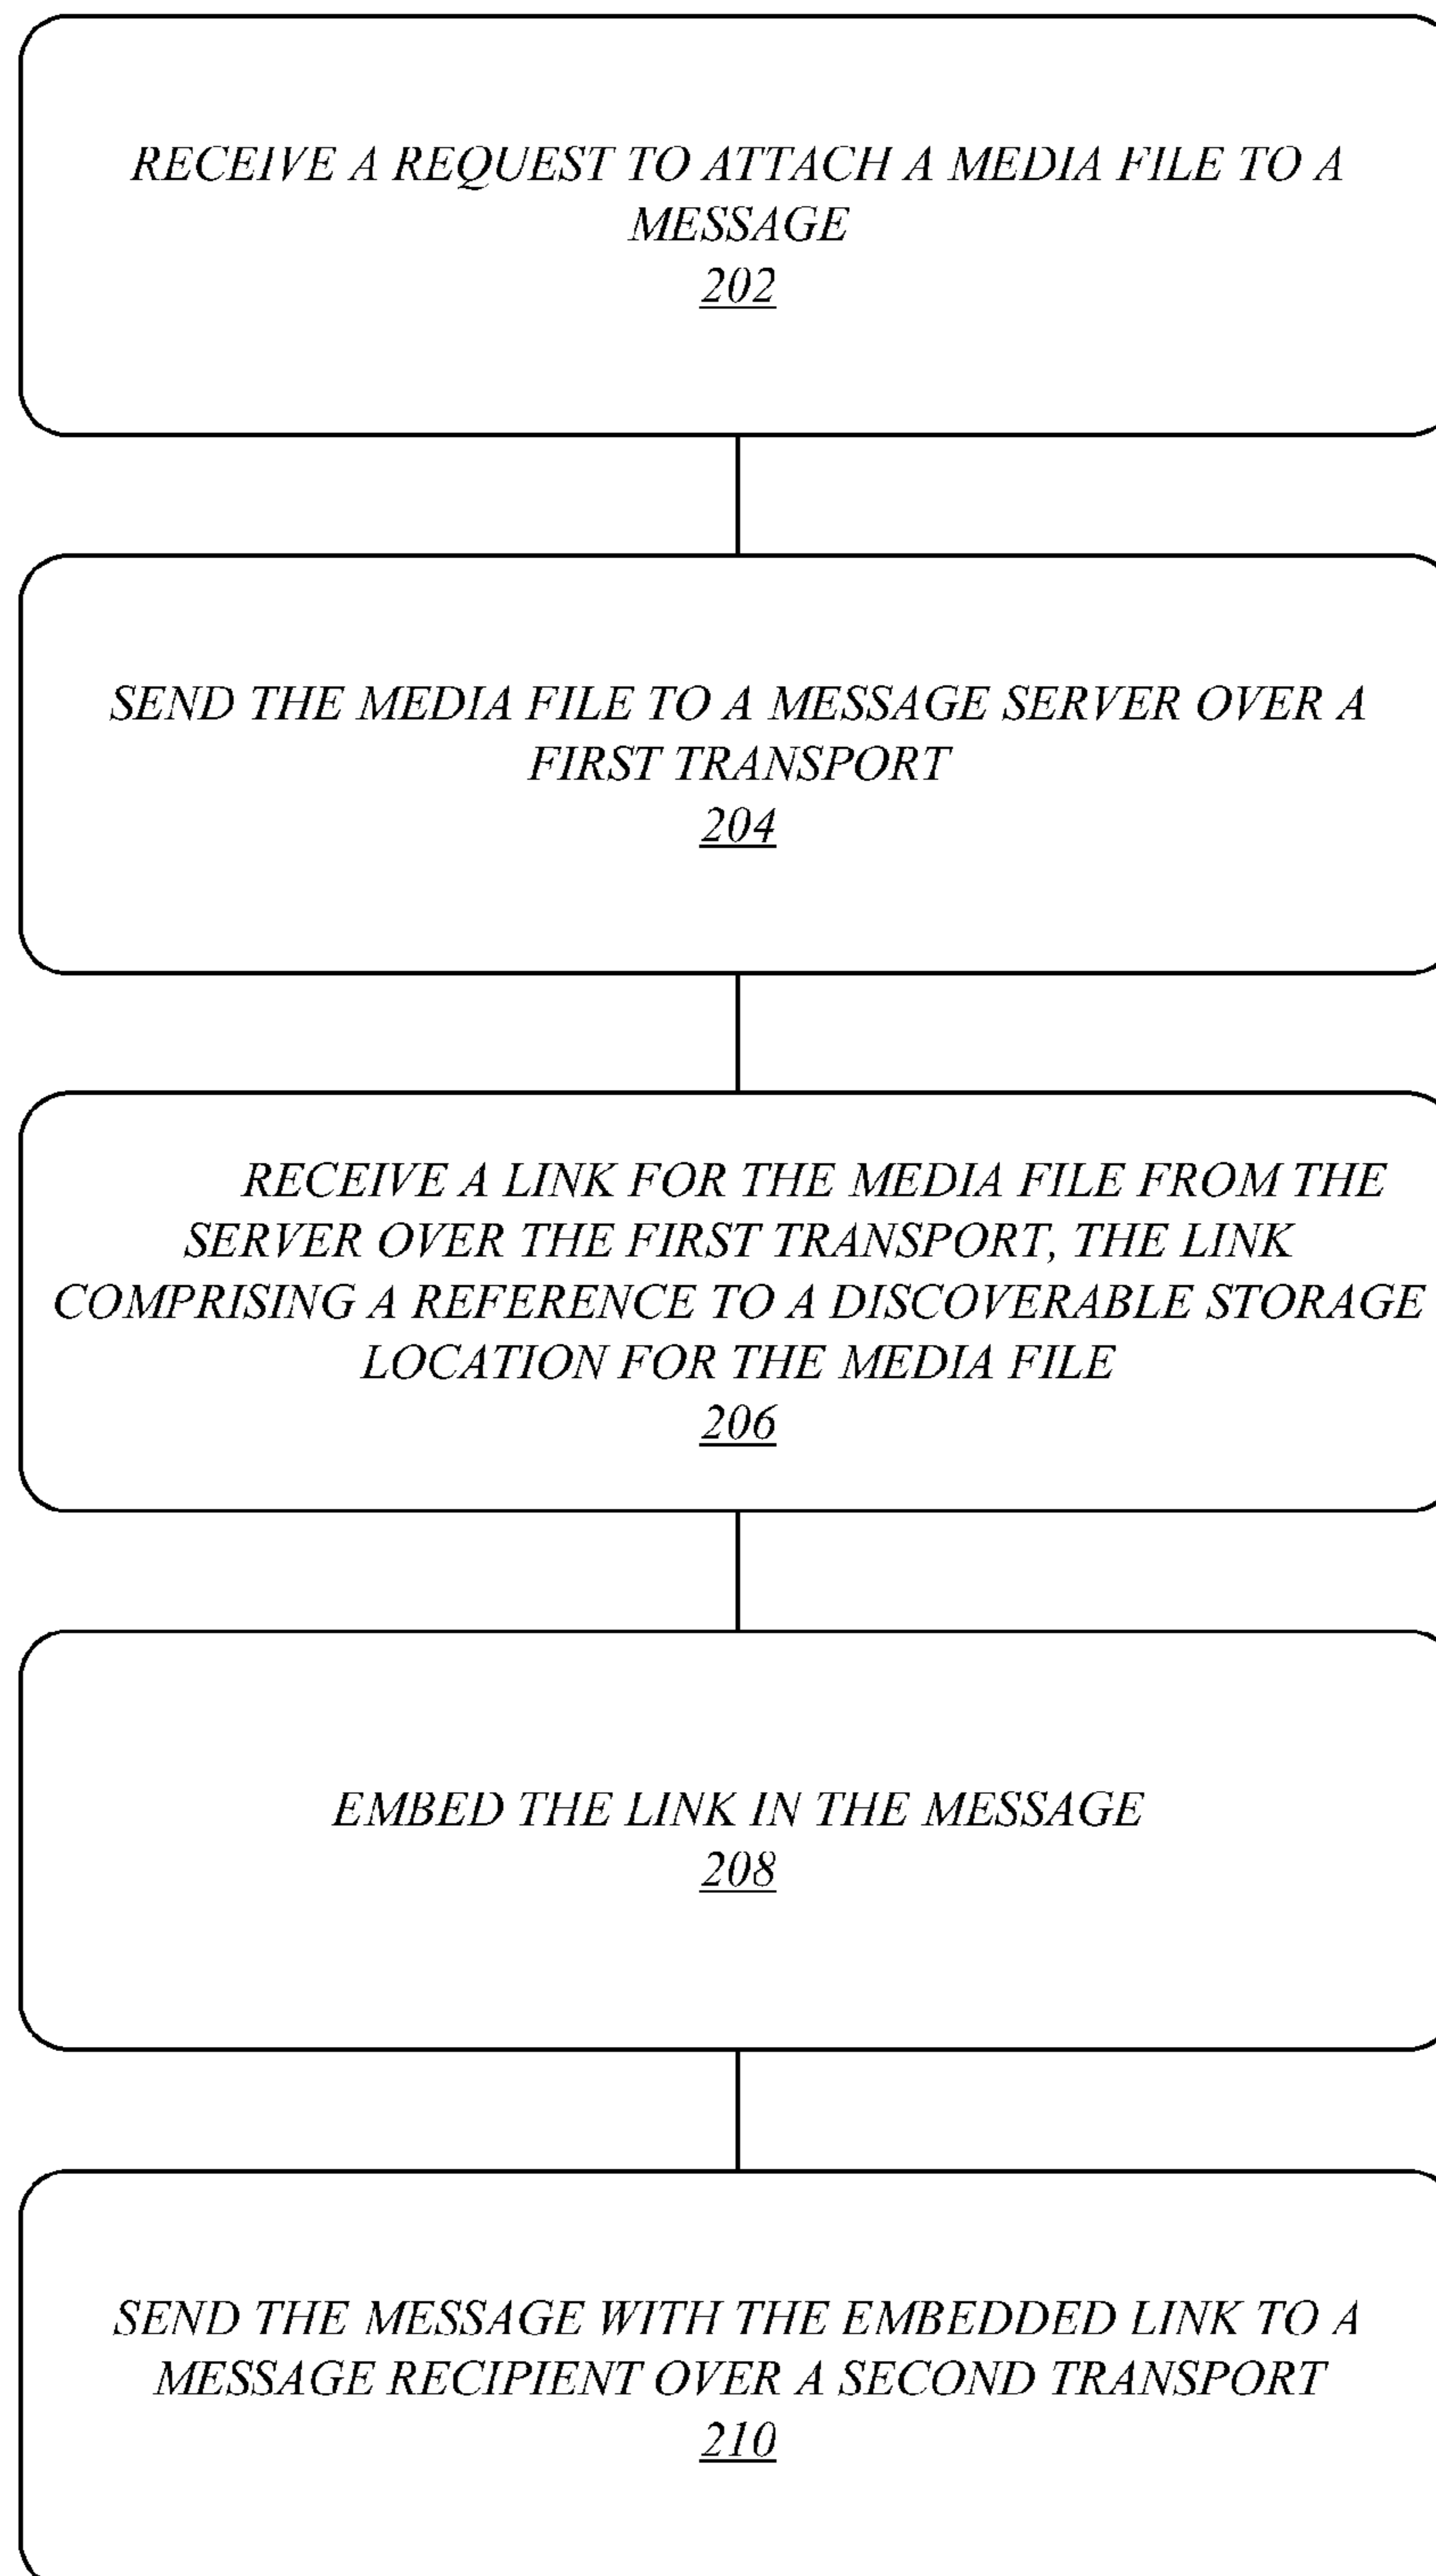 RECEIVE A REQUEST TO ATTACH A MEDIA FILE TO A
MESSAGE
202
SEND THE MEDIA FILE TO A MESSAGE SERVER OVER A
FIRST TRANSPORT
204
RECEIVE A LINK FOR THE MEDIA FILE FROM THE
SERVER OVER THE FIRST TRANSPORT, THE LINK
COMPRISING A REFERENCE TO A DISCOVERABLE STORAGE
LOCATION FOR THE MEDIA FILE
206
EMBED THE LINK IN THE MESSAGE
208
SEND THE MESSAGE WITH THE EMBEDDED LINK TO A
MESSAGE RECIPIENT OVER A SECOND TRANSPORT
210